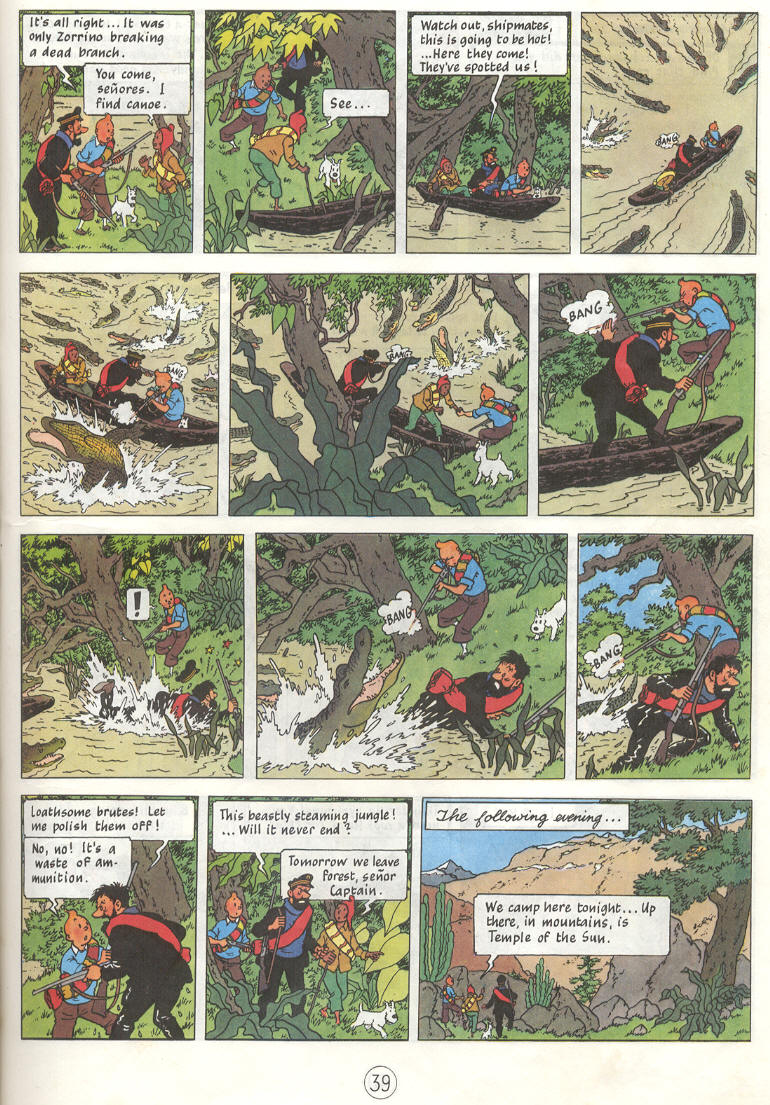 It's all right... It was
only Zorrino breaking
a dead branch.
You come,
señores. I
find canoe.
See...
Watch out, shipmates,
this is going to be hot!
...Here they come!
They've spotted us!
BANG
BANG
BANG
BANG
!
BANG
BANG
Loathsome brutes! Let
me polish them off!
No, no! It's a
waste of am-
munition.
This beastly steaming jungle!
... Will it never end?
Tomorrow we leave
forest, señor
Captain.
The following evening...
We camp here tonight... Up
there, in mountains, is
Temple of the Sun.
39